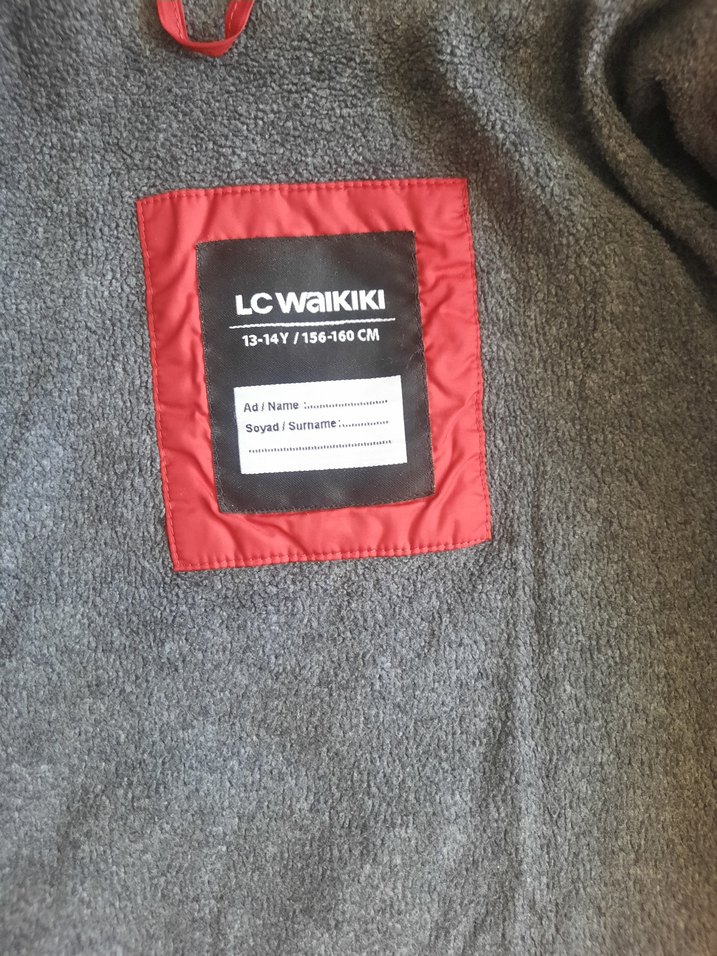 LC WAIKIKI
13-14Y / 156-160 CM
Ad / Name :..........................
Soyad / Surname:...............
..............................................